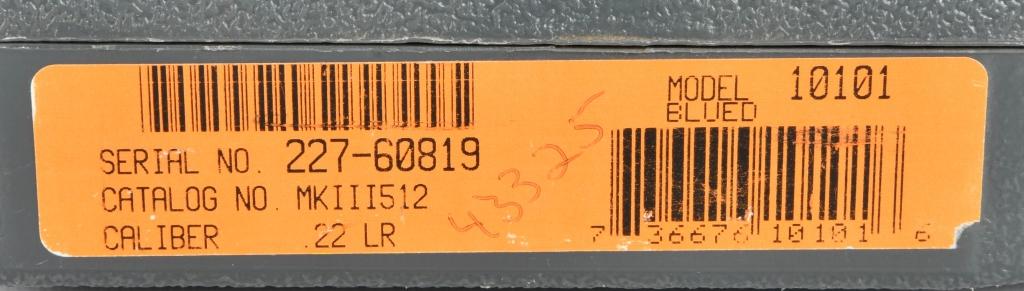 SERIAL NO. 227-60819
CATALOG NO. MKIII512
CALIBER .22 LR
43325
MODEL 10101
BLUED
7 36676 10101 6